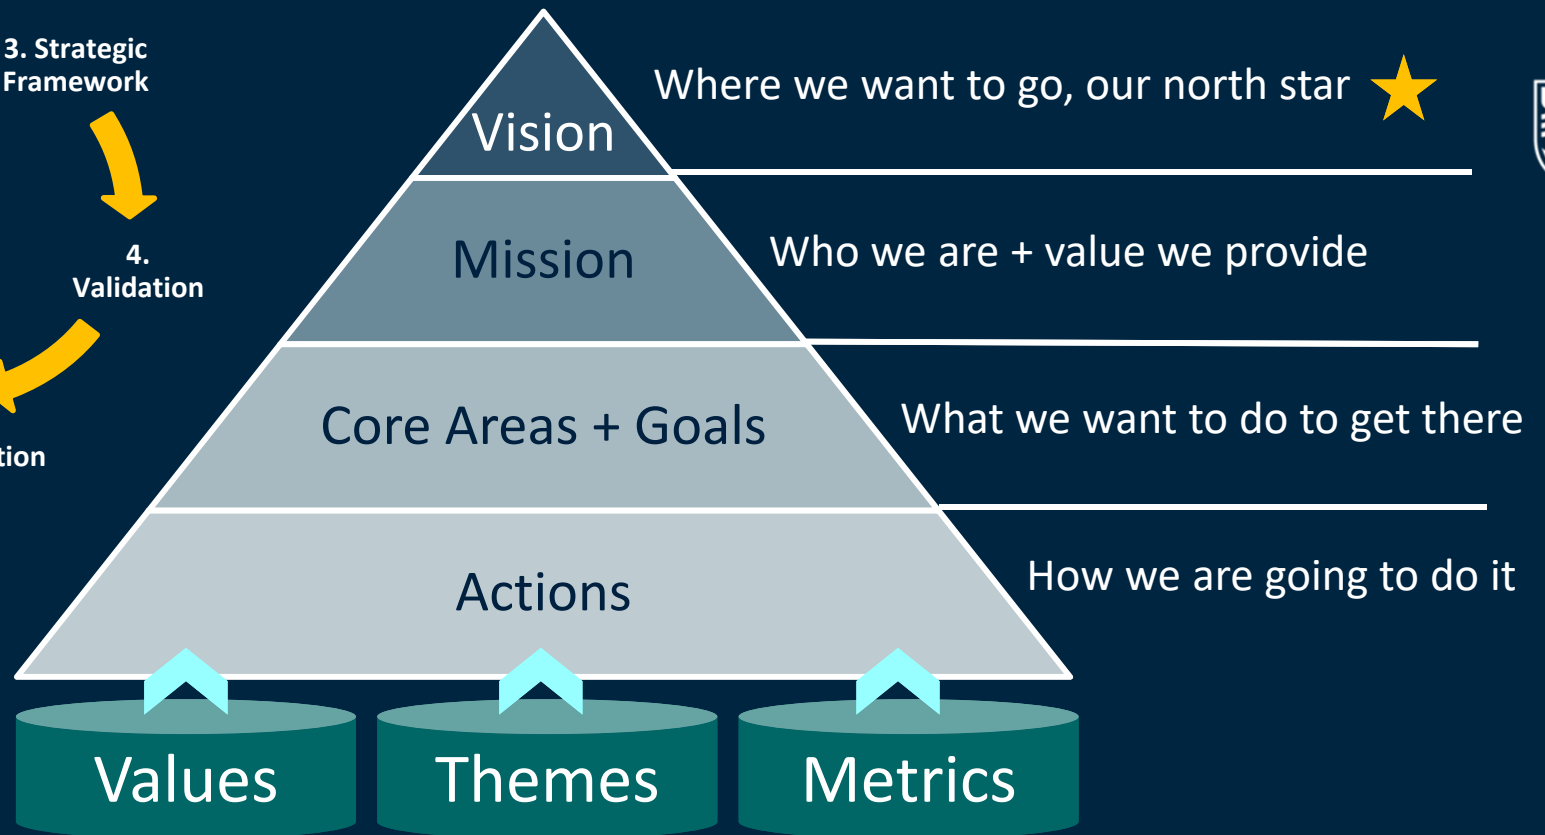 3. Strategic
Framework
4.
Validation
tion
Vision
Where we want to go, our north star
Mission
Who we are + value we provide
Core Areas + Goals
What we want to do to get there
Actions
How we are going to do it
Values
Themes
Metrics